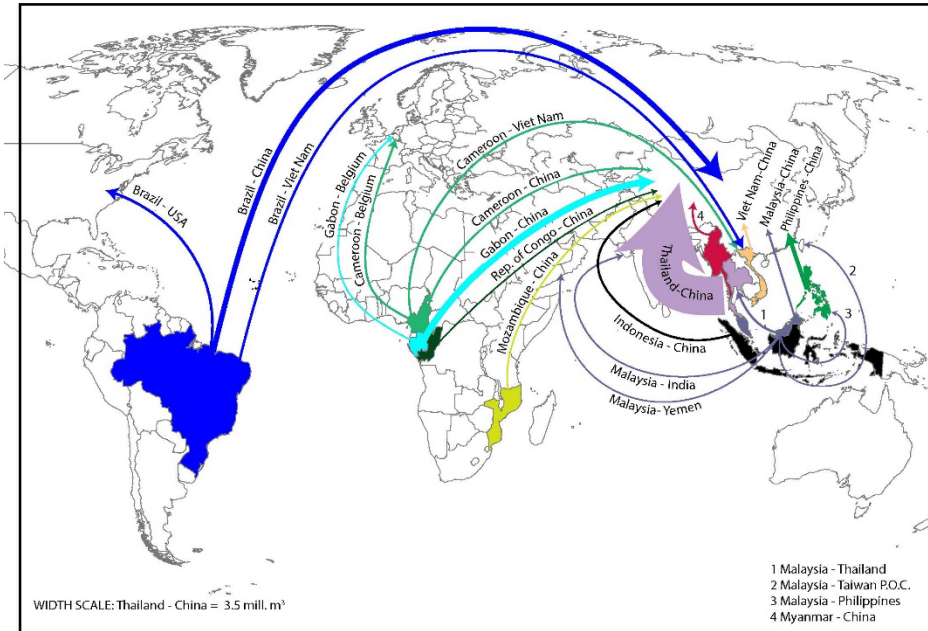 Brazil - USA
Brazil - China
Brazil - Viet Nam
Gabon - Belgium
Cameroon - Belgium
Cameroon - Viet Nam
Cameroon - China
Gabon - China
Rep. of Congo - China
Mozambique - China
Thailand-China
Indonesia - China
Malaysia - India
Malaysia- Yemen
4
Viet Nam-China
Malaysia-China
Philippines -China
2
1
3
WIDTH SCALE: Thailand - China = 3.5 mill. m³
1 Malaysia - Thailand
2 Malaysia - Taiwan P.O.C.
3 Malaysia - Philippines
4 Myanmar - China